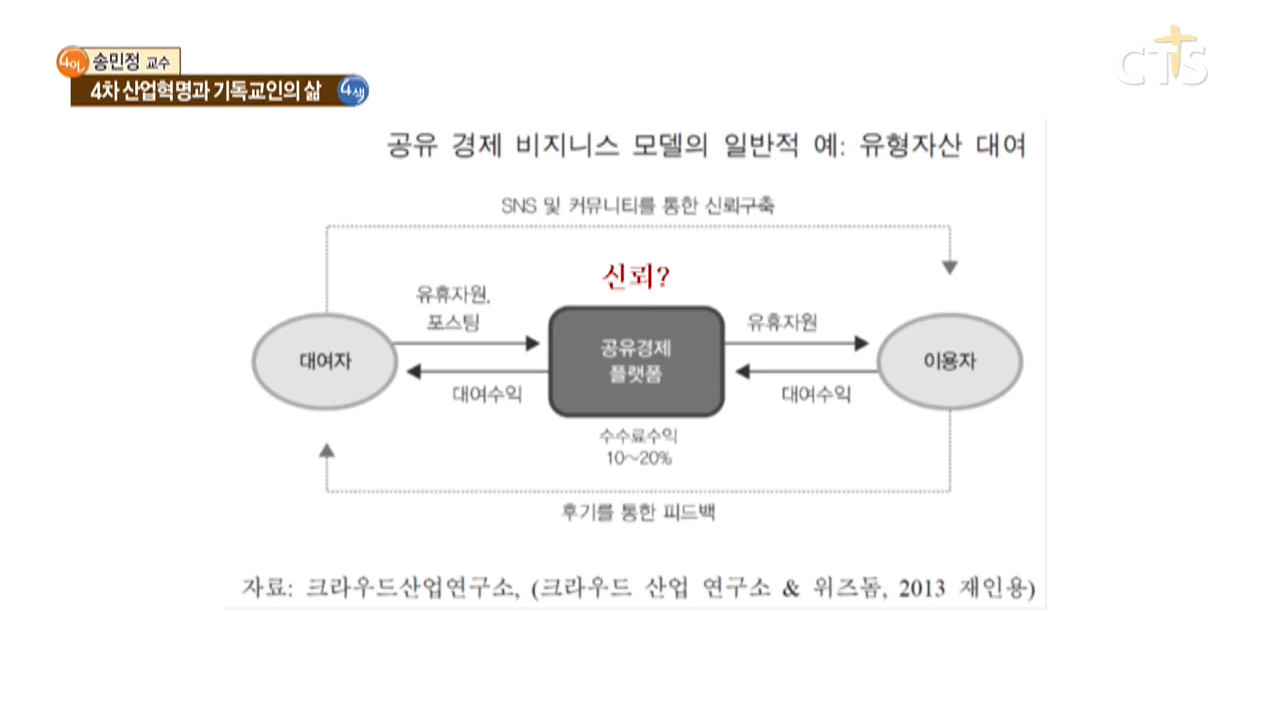 4인 송민정 교수
4차 산업혁명과 기독교인의 삶 4색
CTS
공유 경제 비지니스 모델의 일반적 예: 유형자산 대여
SNS 및 커뮤니티를 통한 신뢰구축
신뢰?
유휴자원,
포스팅
유휴자원
대여자
공유경제
플랫폼
이용자
대여수익
대여수익
수수료수익
10～20%
후기를 통한 피드백
자료: 크라우드산업연구소, (크라우드 산업 연구소 & 위즈돔, 2013 재인용)